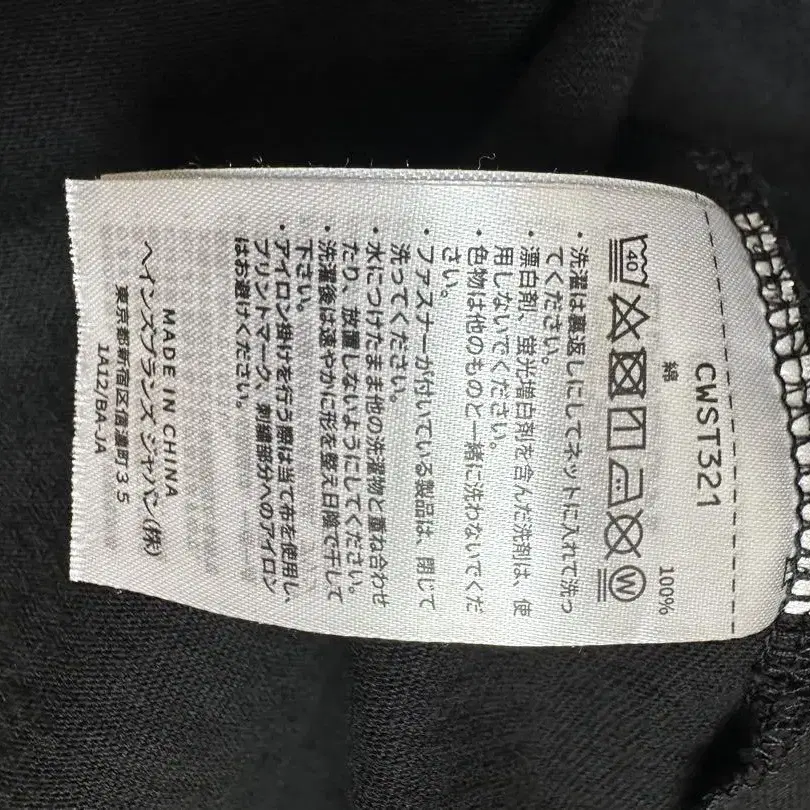 CWST321
綿 100%
40 W
・洗濯は裏返しにしてネットに入れて洗っ
てください。
・漂白剤、蛍光増白剤を含んだ洗剤は、使
用しないでください。
・色物は他のものと一緒に洗わないでくだ
さい。
・ファスナーが付いている製品は、閉じて
洗ってください。
・水につけたまま他の洗濯物と重ね合わせ
たり、放置しないようにしてください。
・洗濯後は速やかに形を整え日陰で干して
下さい。
・アイロン掛けを行う際は当て布を使用し、
プリントマーク、刺繍部分へのアイロン
はお避けください。
MADE IN CHINA
ヘインズブランズ ジャパン(株)
東京都新宿区信濃町35
1A12/BA-JA